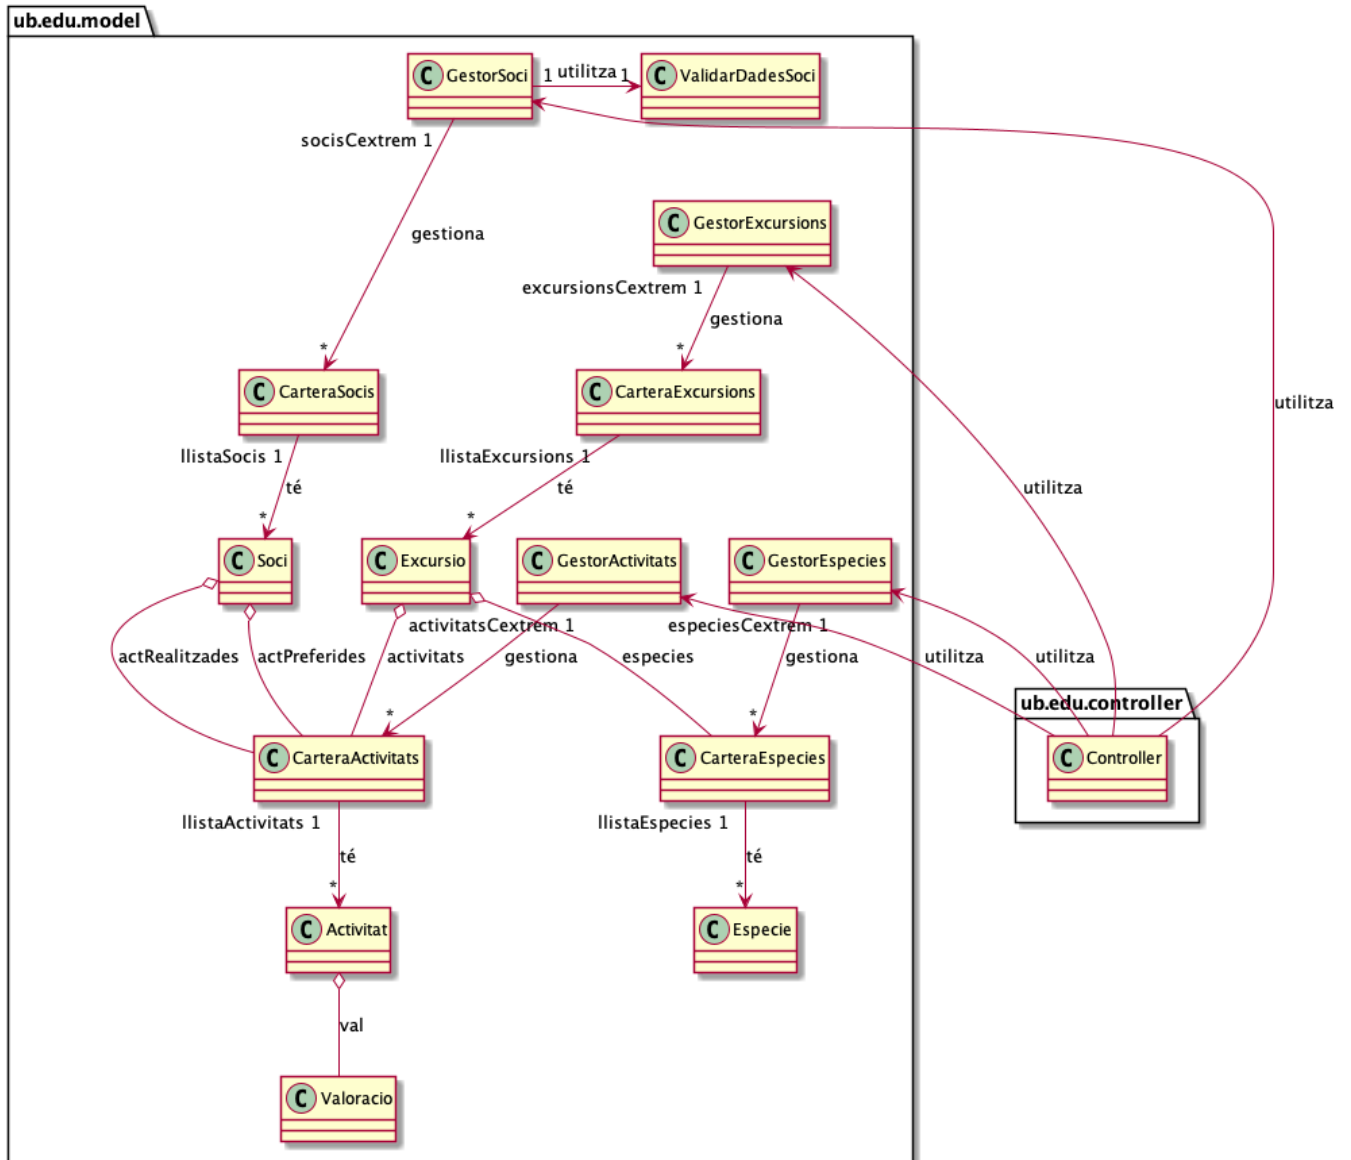 ub.edu.model
C GestorSoci
1 utilitza 1
C ValidarDadesSoci
socisCextrem 1
C GestorExcursions
gestiona
excursionsCextrem 1
gestiona
*
*
C CarteraSocis
C CarteraExcursions
utilitza
llistaSocis 1
llistaExcursions 1
té
té
utilitza
*
*
C Soci
C Excursio
C GestorActivitats
C GestorEspecies
activitatsCextrem 1
especiesCextrem 1
actRealitzades
actPreferides
activitats
gestiona
especies
gestiona
utilitza
utilitza
ub.edu.controller
*
*
C CarteraActivitats
C CarteraEspecies
C Controller
llistaActivitats 1
llistaEspecies 1
té
té
*
*
C Activitat
C Especie
val
C Valoracio